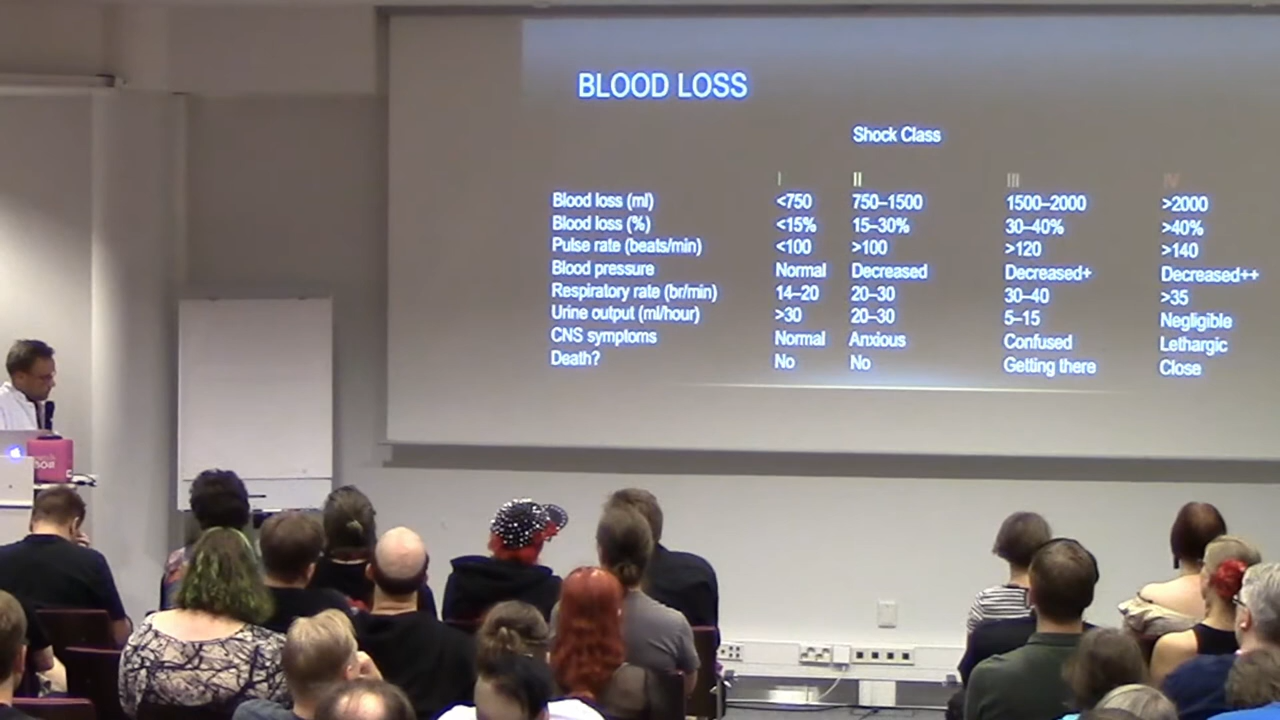 BLOOD LOSS
Shock Class
I II III IV
Blood loss (ml) <750 750–1500 1500–2000 >2000
Blood loss (%) <15% 15–30% 30–40% >40%
Pulse rate (beats/min) <100 >100 >120 >140
Blood pressure Normal Decreased Decreased+ Decreased++
Respiratory rate (br/min) 14–20 20–30 30–40 >35
Urine output (ml/hour) >30 20–30 5–15 Negligible
CNS symptoms Normal Anxious Confused Lethargic
Death? No No Getting there Close